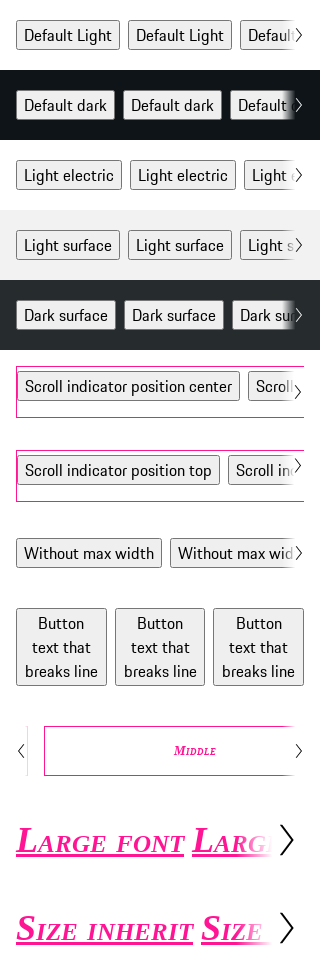 Default Light Default Light Default
Default dark Default dark Default
Light electric Light electric Light
Light surface Light surface Light s
Dark surface Dark surface Dark sur
Scroll indicator position center Scroll
Scroll indicator position top Scroll ind
Without max width Without max wid
Button Button Button
text that text that text that
breaks line breaks line breaks line
Middle
Large font Larg
Size inherit Size